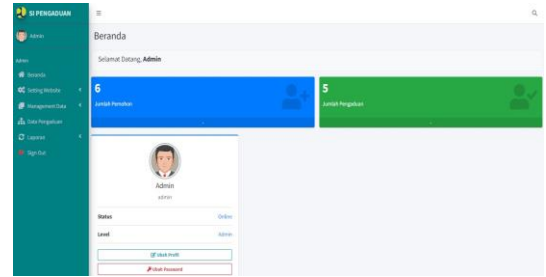 SI PENGADUAN
Admin
Admin
Beranda
Setting Website
Management Data
Data Pengaduan
Laporan
Sign Out
Beranda
Selamat Datang, Admin
6
Jumlah Pemohon
5
Jumlah Pengaduan
Admin
admin
Status Online
Level Admin
Ubah Profil
Ubah Password